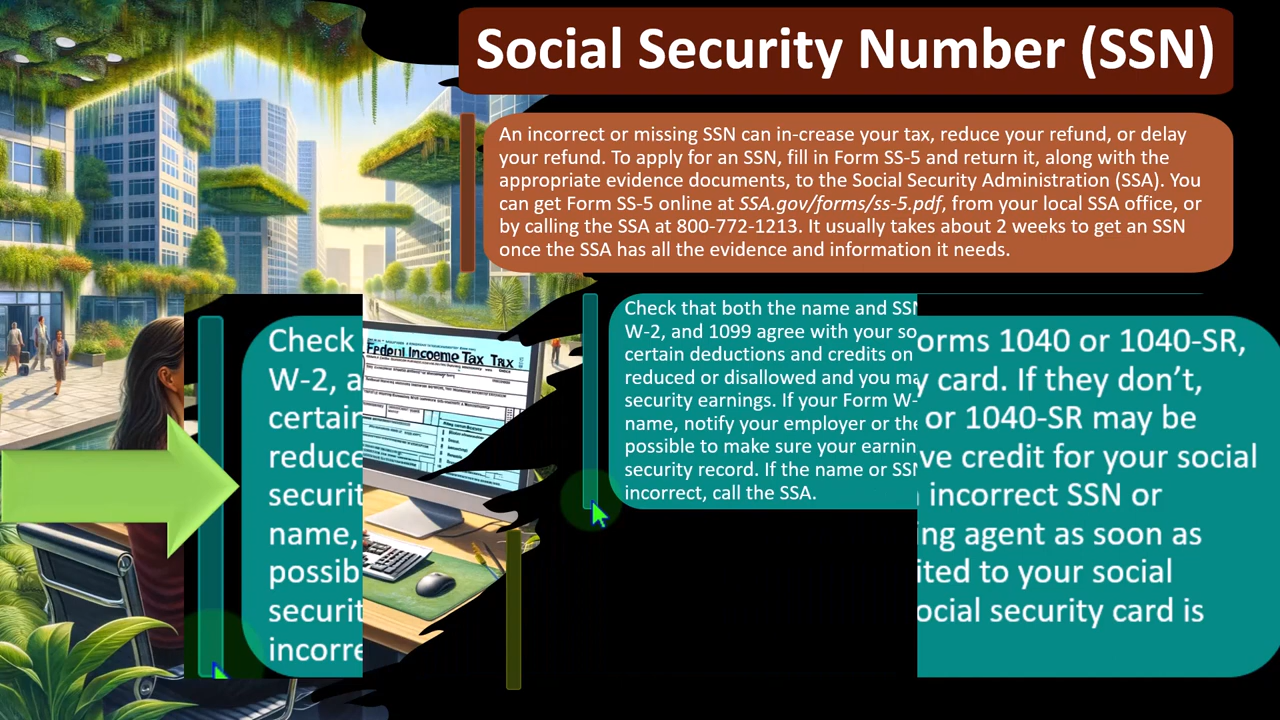 Social Security Number (SSN)
An incorrect or missing SSN can in-crease your tax, reduce your refund, or delay
your refund. To apply for an SSN, fill in Form SS-5 and return it, along with the
appropriate evidence documents, to the Social Security Administration (SSA). You
can get Form SS-5 online at SSA.gov/forms/ss-5.pdf, from your local SSA office, or
by calling the SSA at 800-772-1213. It usually takes about 2 weeks to get an SSN
once the SSA has all the evidence and information it needs.
Check
W-2, a
certain
reduce
securit
name,
possib
securit
incorre
Federl Incoeme Tax Trx
Check that both the name and SSN
W-2, and 1099 agree with your so
certain deductions and credits on
reduced or disallowed and you ma
security earnings. If your Form W-
name, notify your employer or the
possible to make sure your earnin
security record. If the name or SSN
incorrect, call the SSA.
orms 1040 or 1040-SR,
y card. If they don't,
or 1040-SR may be
ve credit for your social
incorrect SSN or
ing agent as soon as
ited to your social
ocial security card is